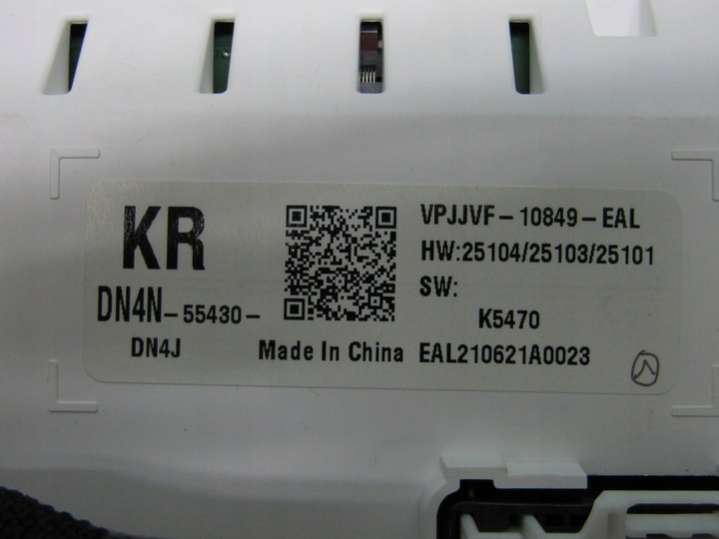 KR
DN4N-55430-
DN4J
Made In China
VPJJVF-10849-EAL
HW:25104/25103/25101
SW:
K5470
EAL210621A0023